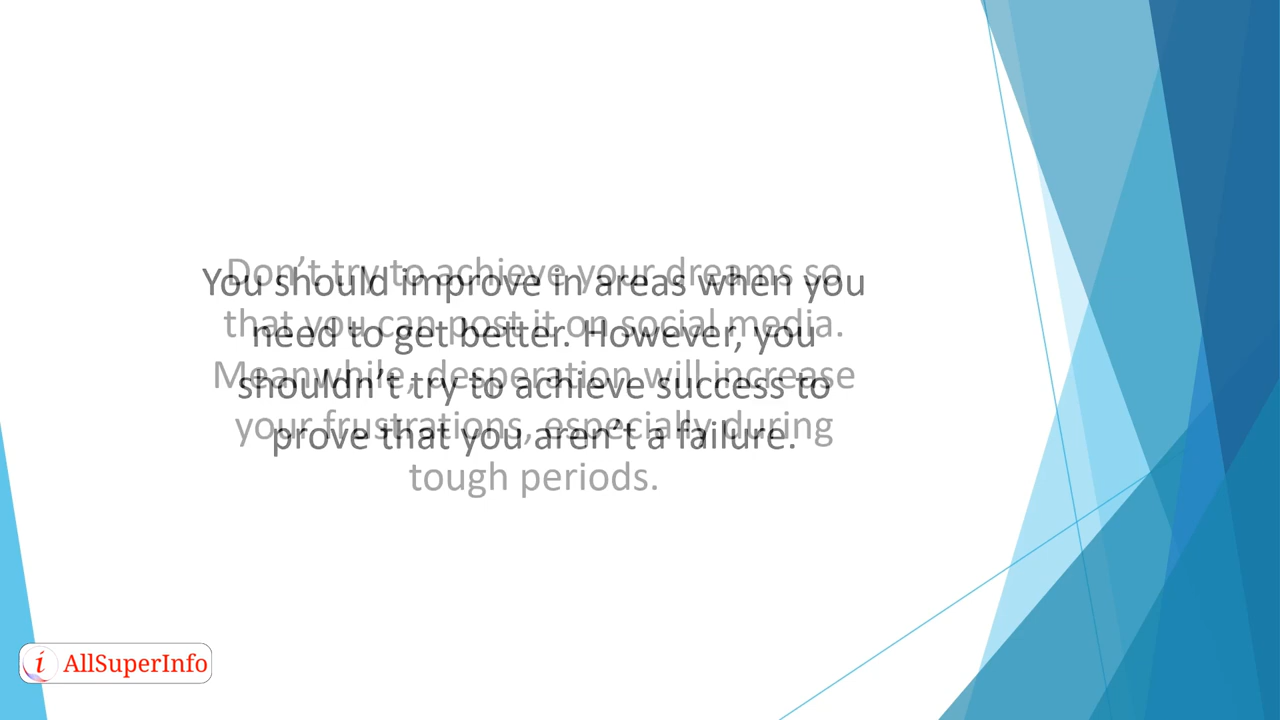 You should improve in areas when you
need to get better. However, you
shouldn't try to achieve success to
prove that you aren't a failure.
Don't try to achieve your dreams so
that you can post it on social media.
Meanwhile, desperation will increase
your frustrations, especially during
tough periods.
i AllSuperInfo